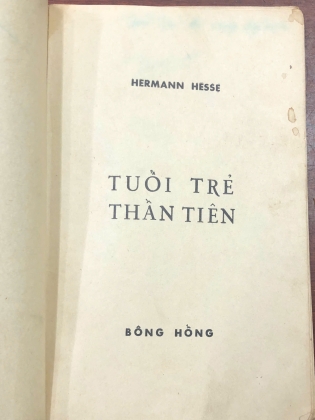 HERMANN HESSE
TUỔI TRẺ
THẦN TIÊN
BÔNG HỒNG